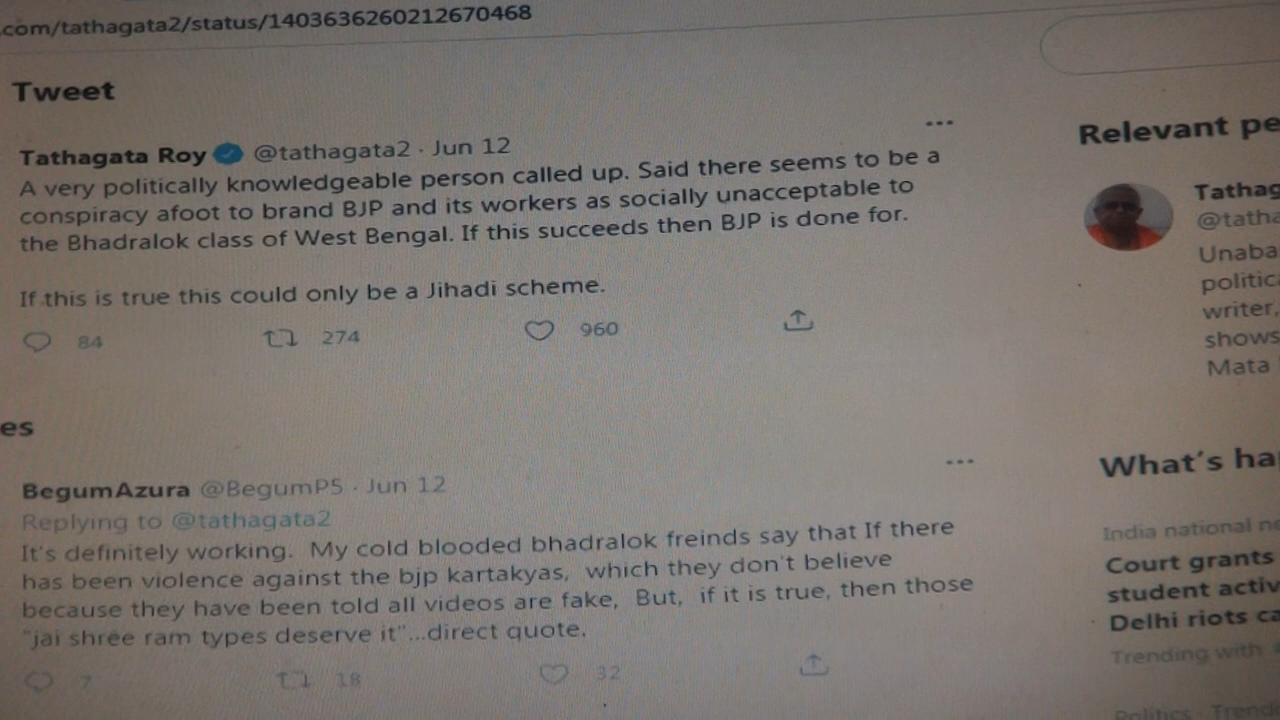 .com/tathagata2/status/1403636260212670468
Tweet
Tathagata Roy @tathagata2 · Jun 12
A very politically knowledgeable person called up. Said there seems to be a
conspiracy afoot to brand BJP and its workers as socially unacceptable to
the Bhadralok class of West Bengal. If this succeeds then BJP is done for.
If this is true this could only be a Jihadi scheme.
84 274 960
es
BegumAzura @BegumP5 · Jun 12
Replying to @tathagata2
It's definitely working. My cold blooded bhadralok freinds say that If there
has been violence against the bjp kartakyas, which they don't believe
because they have been told all videos are fake, But, if it is true, then those
"jai shree ram types deserve it"...direct quote.
7 18 32
Relevant pe
Tathag
@tatha
Unaba
politic
writer,
shows
Mata
What's ha
India national ne
Court grants
student activ
Delhi riots ca
Trending with
Politics · Trend